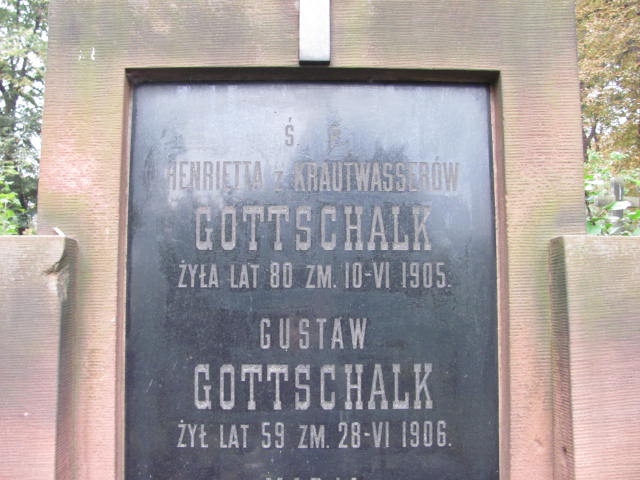 Ś. P.
HENRIETTA z KRAUTWASSERÓW
GOTTSCHALK
ŻYŁA LAT 80 ZM. 10-VI 1905.
GUSTAW
GOTTSCHALK
ŻYŁ LAT 59 ZM. 28-VI 1906.